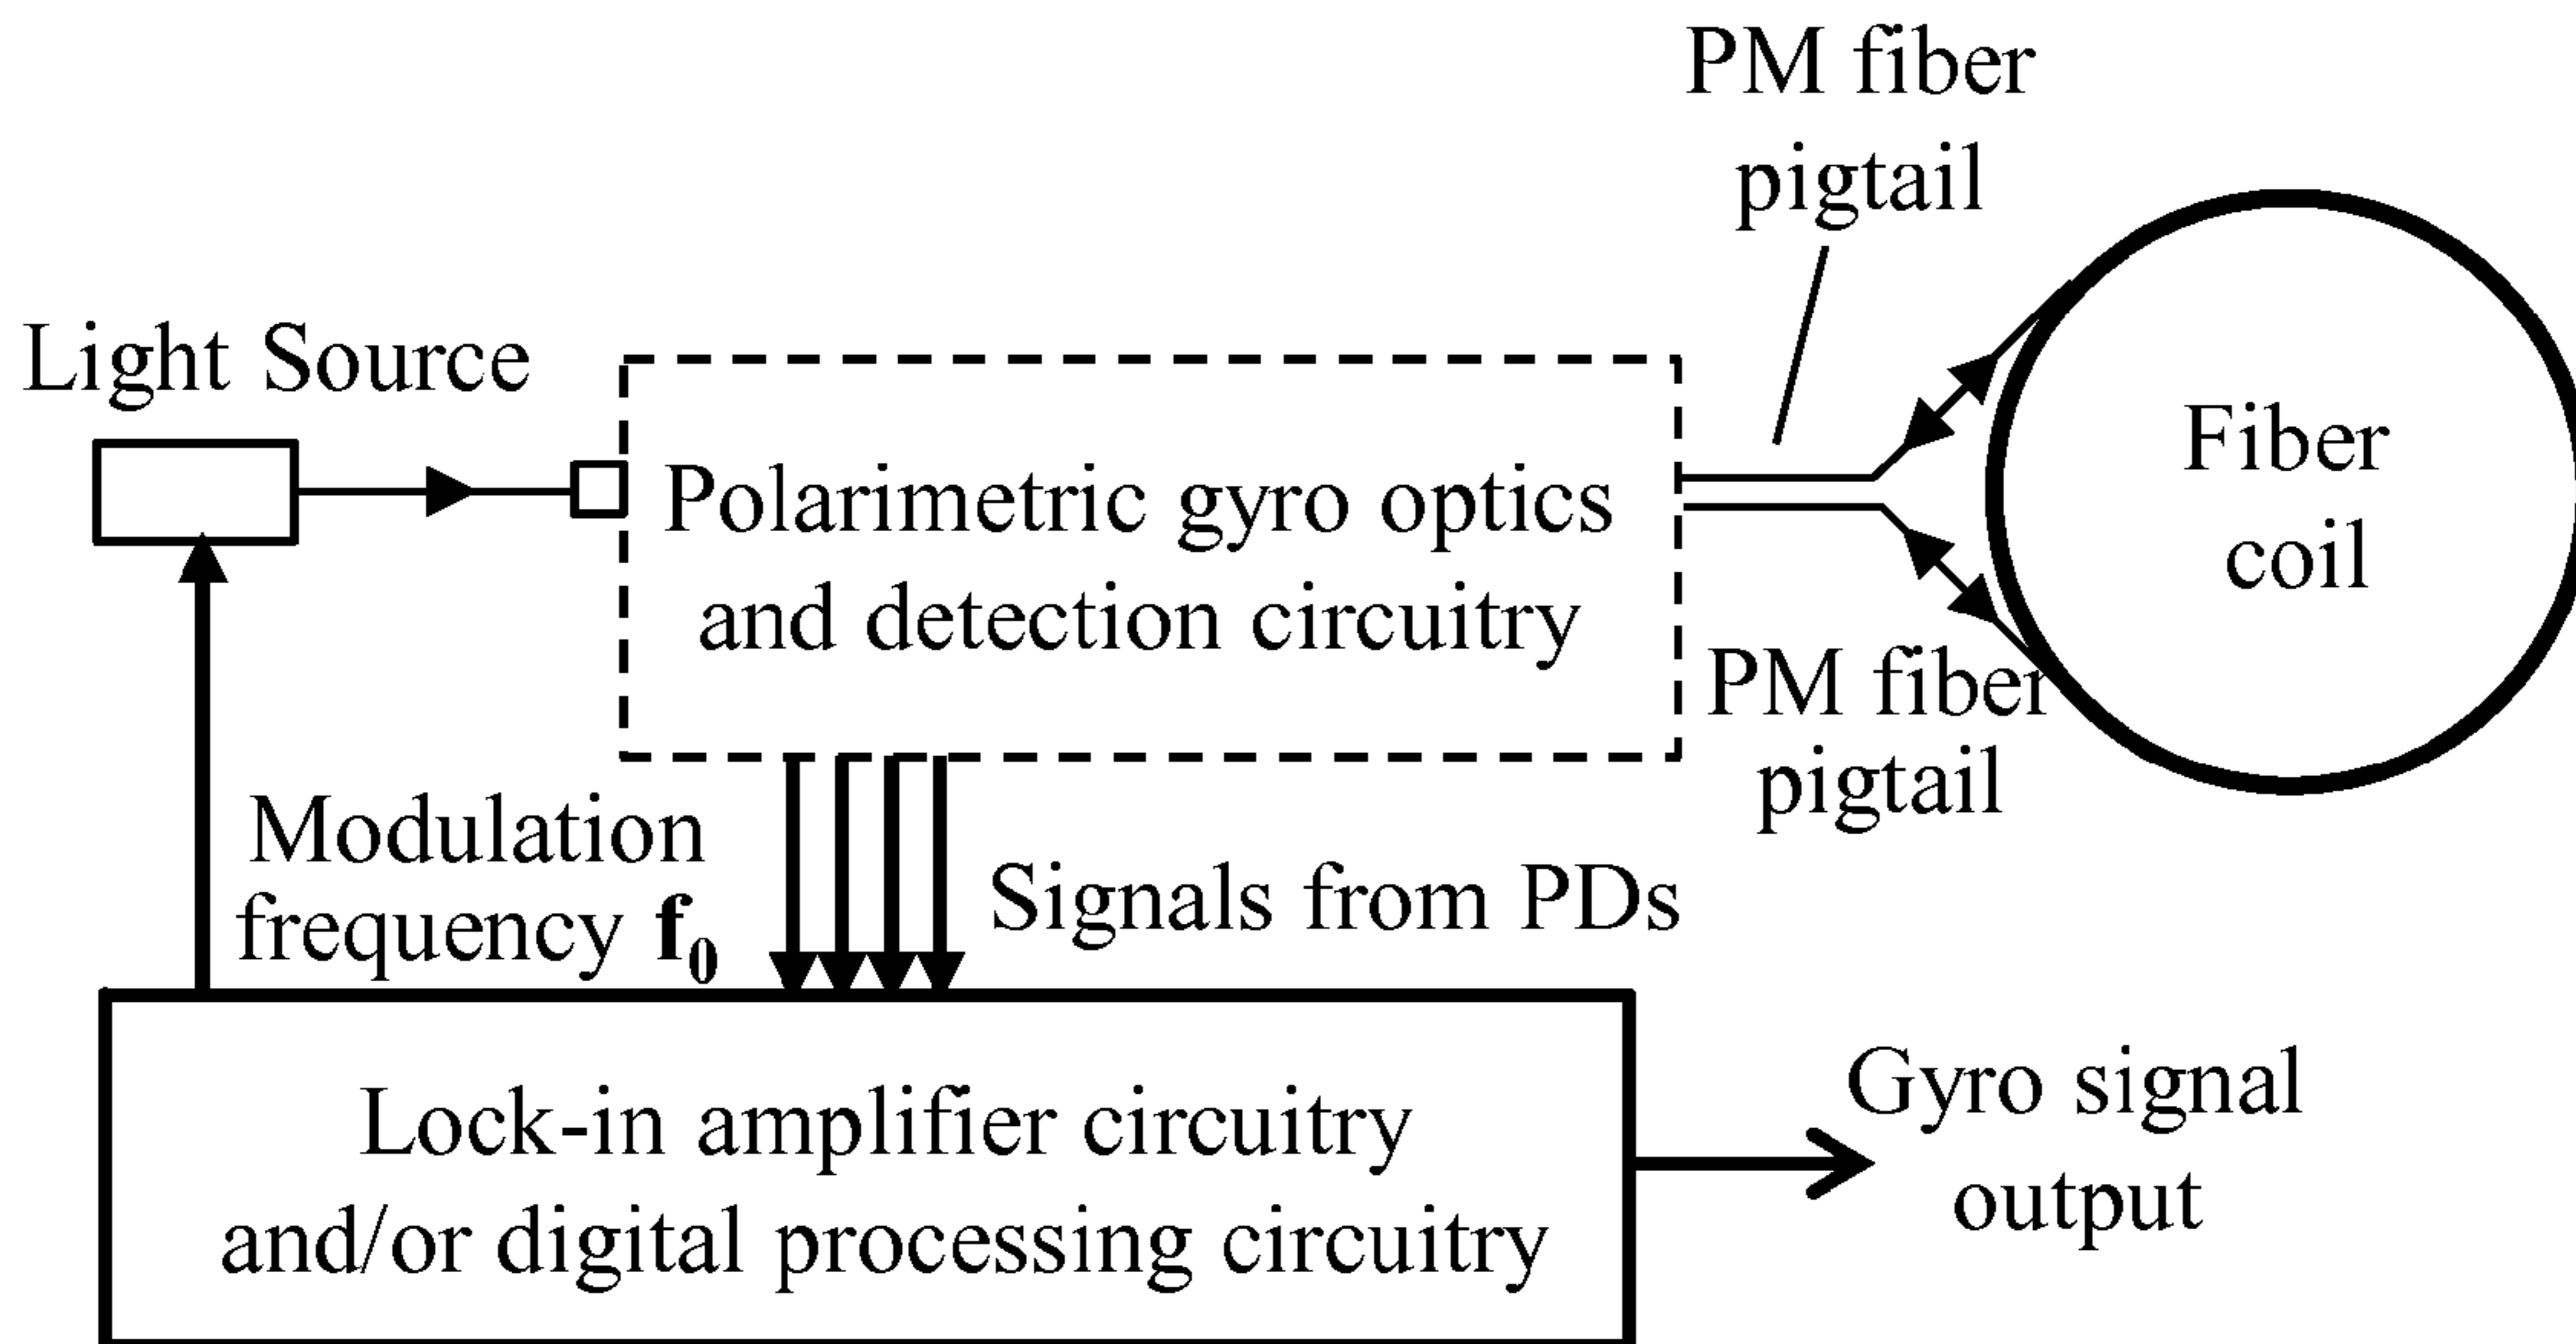 PM fiber
pigtail
Light Source
Polarimetric gyro optics
and detection circuitry
Fiber
coil
PM fiber
pigtail
Modulation
frequency f₀
Signals from PDs
Lock-in amplifier circuitry
and/or digital processing circuitry
Gyro signal
output